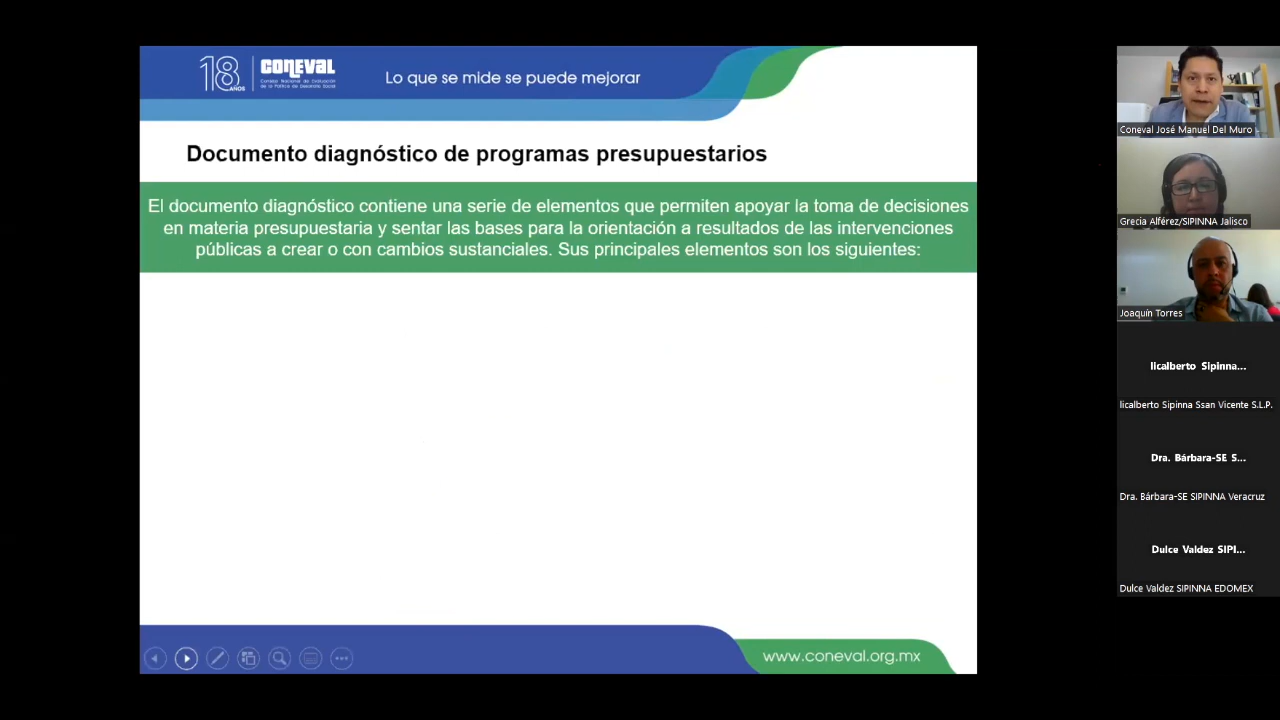 18 AÑOS
CONEVAL
Consejo Nacional de Evaluación
de la Política de Desarrollo Social
Lo que se mide se puede mejorar
Documento diagnóstico de programas presupuestarios
El documento diagnóstico contiene una serie de elementos que permiten apoyar la toma de decisiones
en materia presupuestaria y sentar las bases para la orientación a resultados de las intervenciones
públicas a crear o con cambios sustanciales. Sus principales elementos son los siguientes:
www.coneval.org.mx
Coneval José Manuel Del Muro
Grecia Alférez/SIPINNA Jalisco
Joaquín Torres
licalberto Sipinna...
licalberto Sipinna Ssan Vicente S.L.P.
Dra. Bárbara-SE S...
Dra. Bárbara-SE SIPINNA Veracruz
Dulce Valdez SIPI...
Dulce Valdez SIPINNA EDOMEX